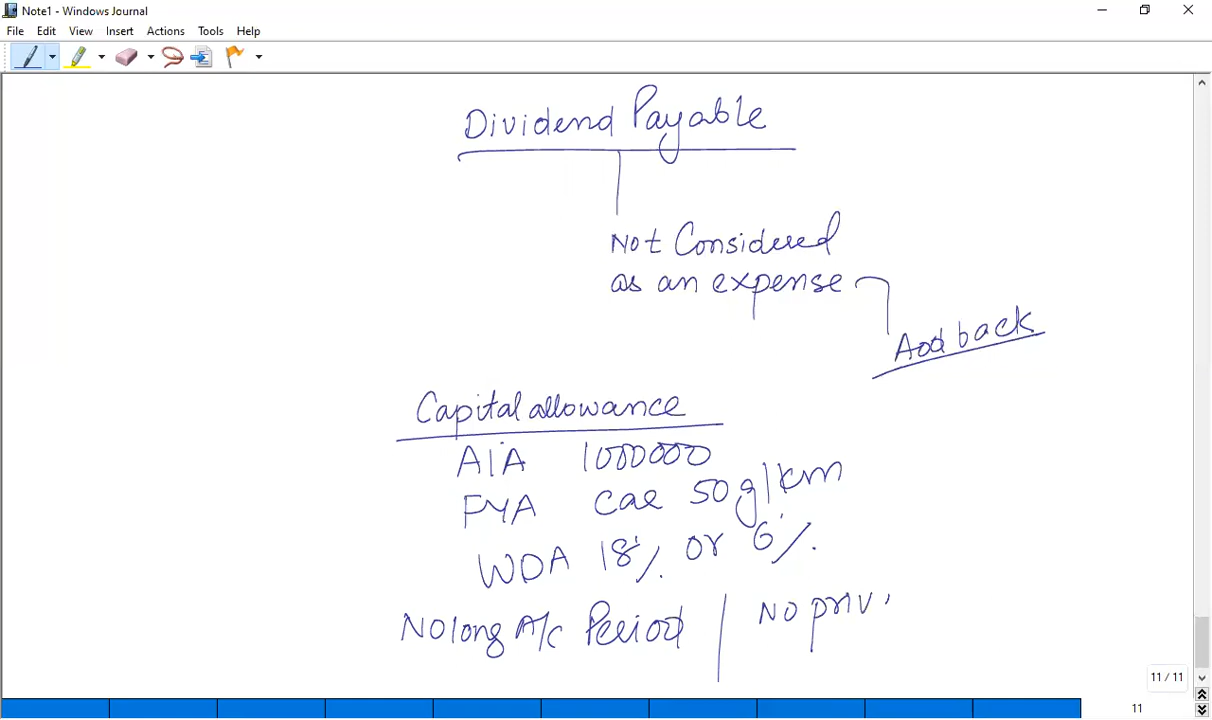 Note1 - Windows Journal
File Edit View Insert Actions Tools Help
Dividend Payable
Not Considered
as an expense
Add back
Capital allowance
AIA 1000000
FYA car 50 g/km
WDA 18% or 6%.
No long A/c Period | No priv
11 / 11
11